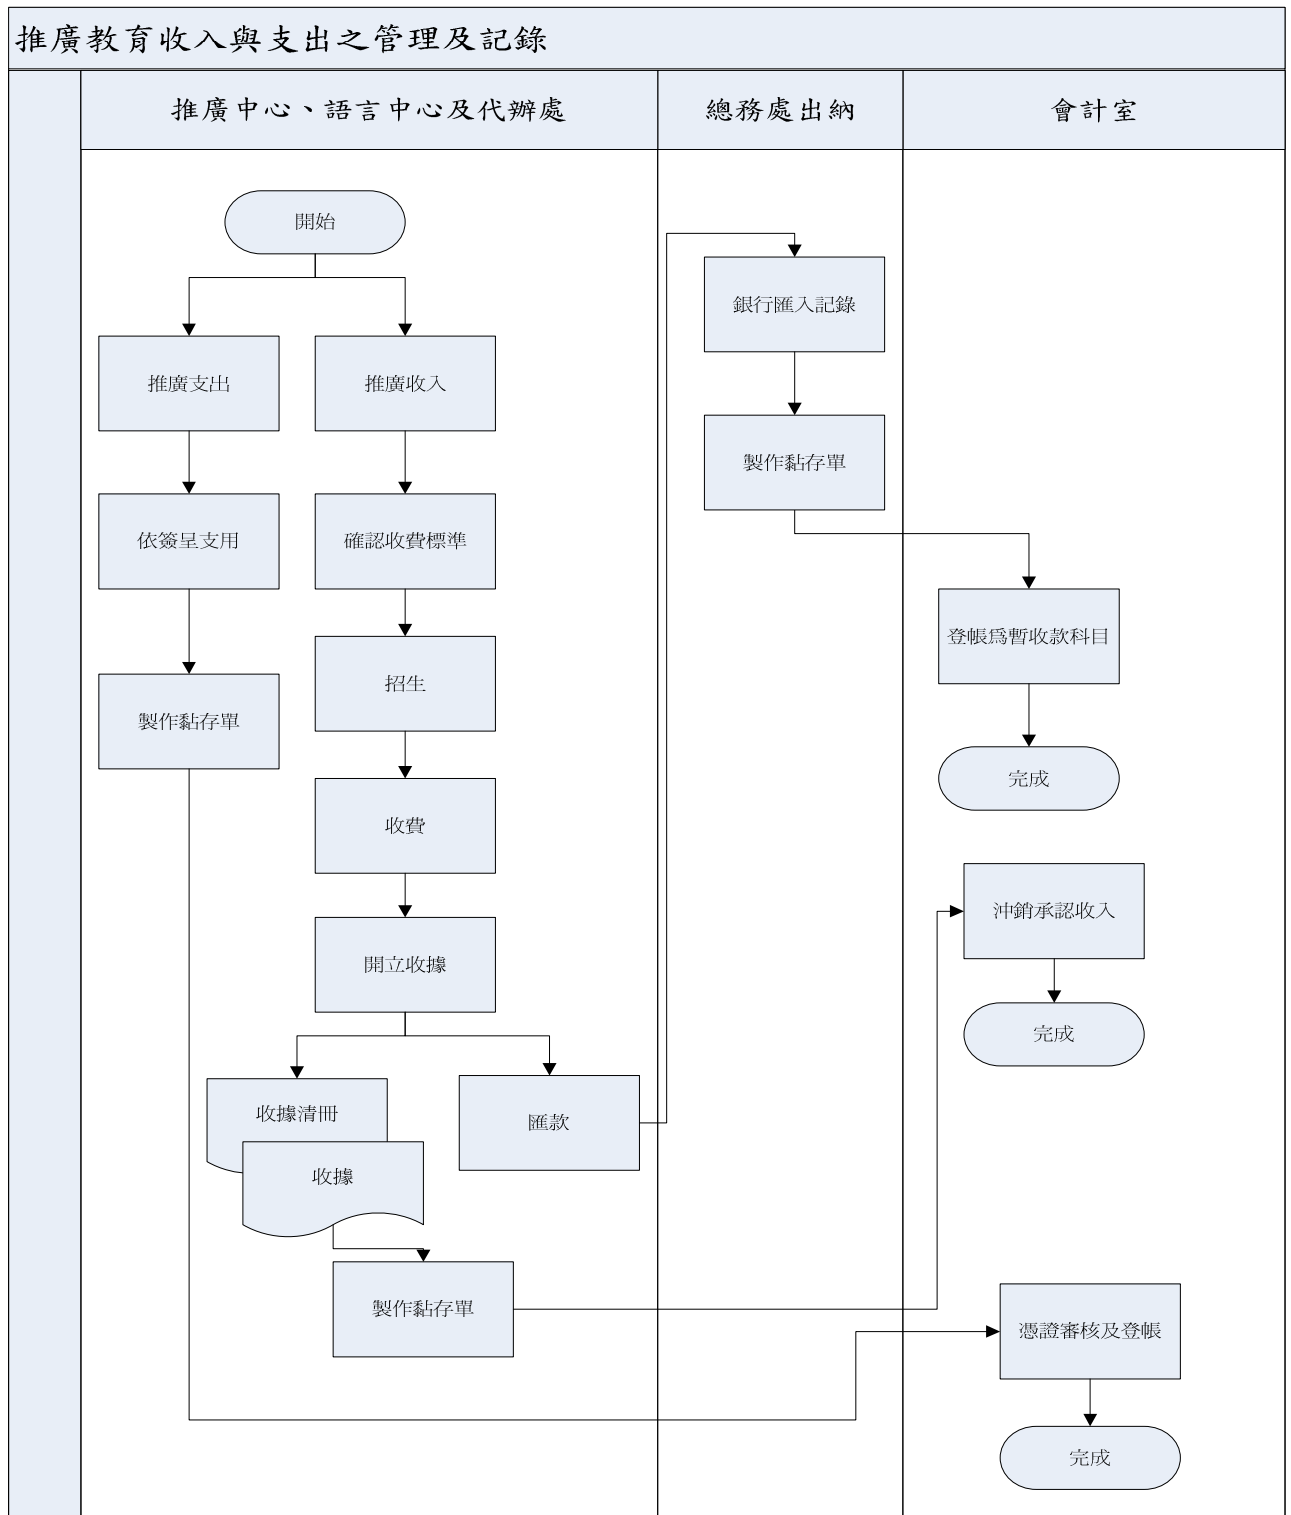 推廣教育收入與支出之管理及記錄
推廣中心、語言中心及代辦處
總務處出納
會計室
開始
推廣支出
推廣收入
依簽呈支用
確認收費標準
製作黏存單
招生
收費
開立收據
收據清冊
收據
匯款
製作黏存單
銀行匯入記錄
製作黏存單
登帳為暫收款科目
完成
沖銷承認收入
完成
憑證審核及登帳
完成